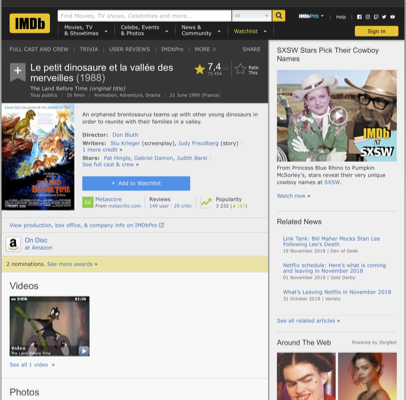 IMDb
Find Movies, TV shows, Celebrities and more...
All
IMDbPro
Help
Movies, TV & Showtimes
Celebs, Events & Photos
News & Community
Watchlist
Sign in
FULL CAST AND CREW | TRIVIA | USER REVIEWS | IMDbPro | MORE
SHARE
Le petit dinosaure et la vallée des
merveilles (1988)
The Land Before Time (original title)
Tous publics | 1h 9min | Animation, Adventure, Drama | 21 June 1989 (France)
7,4
Rate
This
An orphaned brontosaurus teams up with other young dinosaurs in
order to reunite with their families in a valley.
Director: Don Bluth
Writers: Stu Krieger (screenplay), Judy Freudberg (story) |
1 more credit »
Stars: Pat Hingle, Gabriel Damon, Judith Barsi |
See full cast & crew »
+ Add to Watchlist
Metascore
From metacritic.com
Reviews
149 user | 29 critic
Popularity
3 232
View production, box office, & company info on IMDbPro
On Disc
at Amazon
2 nominations. See more awards »
Videos
01:36
Video
The Land Before Time
See all 1 video »
Photos
SXSW Stars Pick Their Cowboy
Names
IMDb
AT
SXSW
From Princess Blue Rhino to Pumpkin
McSorley's, stars reveal their very unique
cowboy names at SXSW.
Watch now »
Related News
Link Tank: Bill Maher Mocks Stan Lee
Following Lee's Death
19 November 2018 | Den of Geek
Netflix schedule: Here's what is coming
and leaving in November 2018
01 November 2018 | Gold Derby
What's Leaving Netflix in November 2018
31 October 2018 | Variety
See all related articles »
Around The Web
Powered by ZergNet